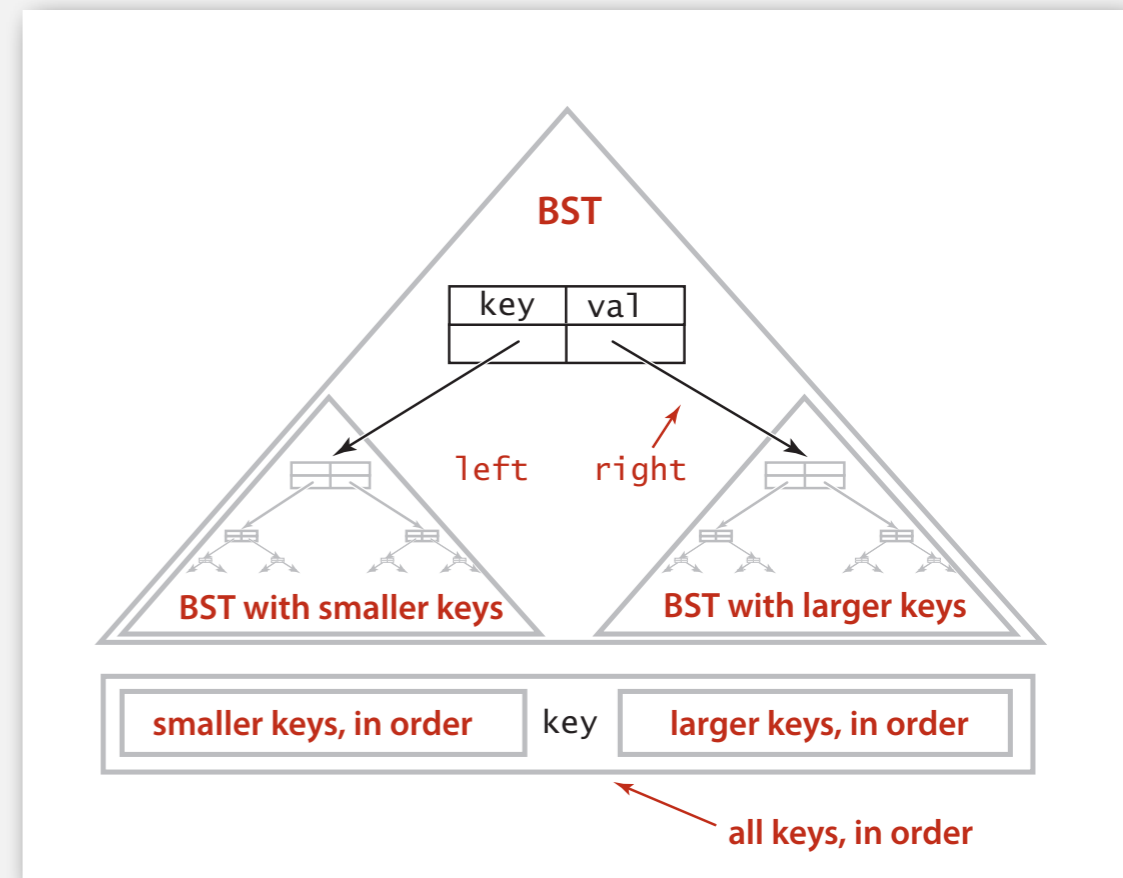 BST
key val
left right
BST with smaller keys BST with larger keys
smaller keys, in order key larger keys, in order
all keys, in order